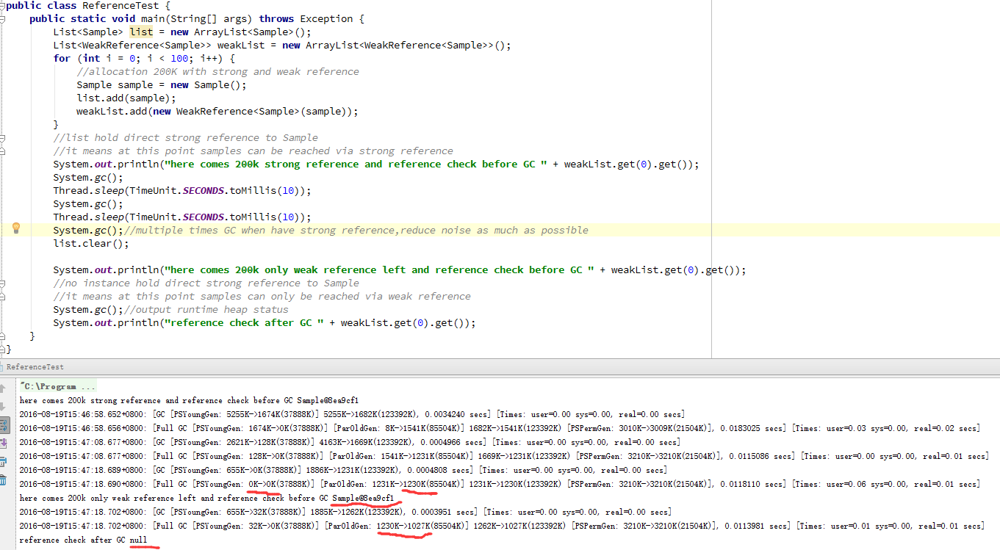 public class ReferenceTest {
public static void main(String[] args) throws Exception {
List<Sample> list = new ArrayList<Sample>();
List<WeakReference<Sample>> weakList = new ArrayList<WeakReference<Sample>>();
for (int i = 0; i < 100; i++) {
//allocation 200K with strong and weak reference
Sample sample = new Sample();
list.add(sample);
weakList.add(new WeakReference<Sample>(sample));
}
//list hold direct strong reference to Sample
//it means at this point samples can be reached via strong reference
System.out.println("here comes 200k strong reference and reference check before GC " + weakList.get(0).get());
System.gc();
Thread.sleep(TimeUnit.SECONDS.toMillis(10));
System.gc();
Thread.sleep(TimeUnit.SECONDS.toMillis(10));
System.gc();//multiple times GC when have strong reference,reduce noise as much as possible
list.clear();
System.out.println("here comes 200k only weak reference left and reference check before GC " + weakList.get(0).get());
//no instance hold direct strong reference to Sample
//it means at this point samples can only be reached via weak reference
System.gc();//output runtime heap status
System.out.println("reference check after GC " + weakList.get(0).get());
}
}
ReferenceTest
"C:\Program ...
here comes 200k strong reference and reference check before GC Sample@8ea9cf1
2016-08-19T15:46:58.652+0800: [GC [PSYoungGen: 5255K->1674K(37888K)] 5255K->1682K(123392K), 0.0034240 secs] [Times: user=0.00 sys=0.00, real=0.00 secs]
2016-08-19T15:46:58.656+0800: [Full GC [PSYoungGen: 1674K->0K(37888K)] [ParOldGen: 8K->1541K(85504K)] 1682K->1541K(123392K) [PSPermGen: 3010K->3009K(21504K)], 0.0183025 secs] [Times: user=0.03 sys=0.00, real=0.02 secs]
2016-08-19T15:47:08.677+0800: [GC [PSYoungGen: 2621K->128K(37888K)] 4163K->1669K(123392K), 0.0004966 secs] [Times: user=0.00 sys=0.00, real=0.00 secs]
2016-08-19T15:47:08.677+0800: [Full GC [PSYoungGen: 128K->0K(37888K)] [ParOldGen: 1541K->1231K(85504K)] 1669K->1231K(123392K) [PSPermGen: 3210K->3210K(21504K)], 0.0115086 secs] [Times: user=0.00 sys=0.00, real=0.01 secs]
2016-08-19T15:47:18.689+0800: [GC [PSYoungGen: 655K->0K(37888K)] 1886K->1231K(123392K), 0.0004808 secs] [Times: user=0.00 sys=0.00, real=0.00 secs]
2016-08-19T15:47:18.690+0800: [Full GC [PSYoungGen: 0K->0K(37888K)] [ParOldGen: 1231K->1230K(85504K)] 1231K->1230K(123392K) [PSPermGen: 3210K->3210K(21504K)], 0.0118110 secs] [Times: user=0.06 sys=0.00, real=0.01 secs]
here comes 200k only weak reference left and reference check before GC Sample@8ea9cf1
2016-08-19T15:47:18.702+0800: [GC [PSYoungGen: 655K->32K(37888K)] 1885K->1262K(123392K), 0.0003951 secs] [Times: user=0.00 sys=0.00, real=0.00 secs]
2016-08-19T15:47:18.702+0800: [Full GC [PSYoungGen: 32K->0K(37888K)] [ParOldGen: 1230K->1027K(85504K)] 1262K->1027K(123392K) [PSPermGen: 3210K->3210K(21504K)], 0.0113981 secs] [Times: user=0.01 sys=0.00, real=0.01 secs]
reference check after GC null